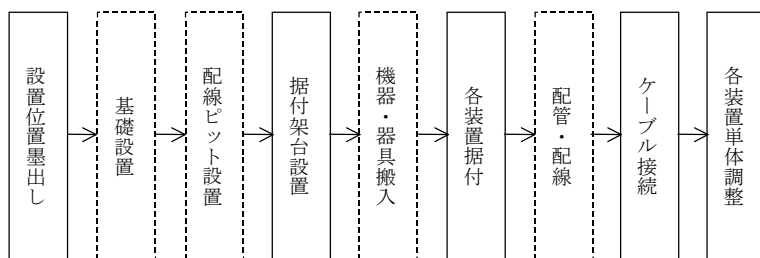 設置位置墨出し
基礎設置
配線ピット設置
据付架台設置
機器・器具搬入
各装置据付
配管・配線
ケーブル接続
各装置単体調整